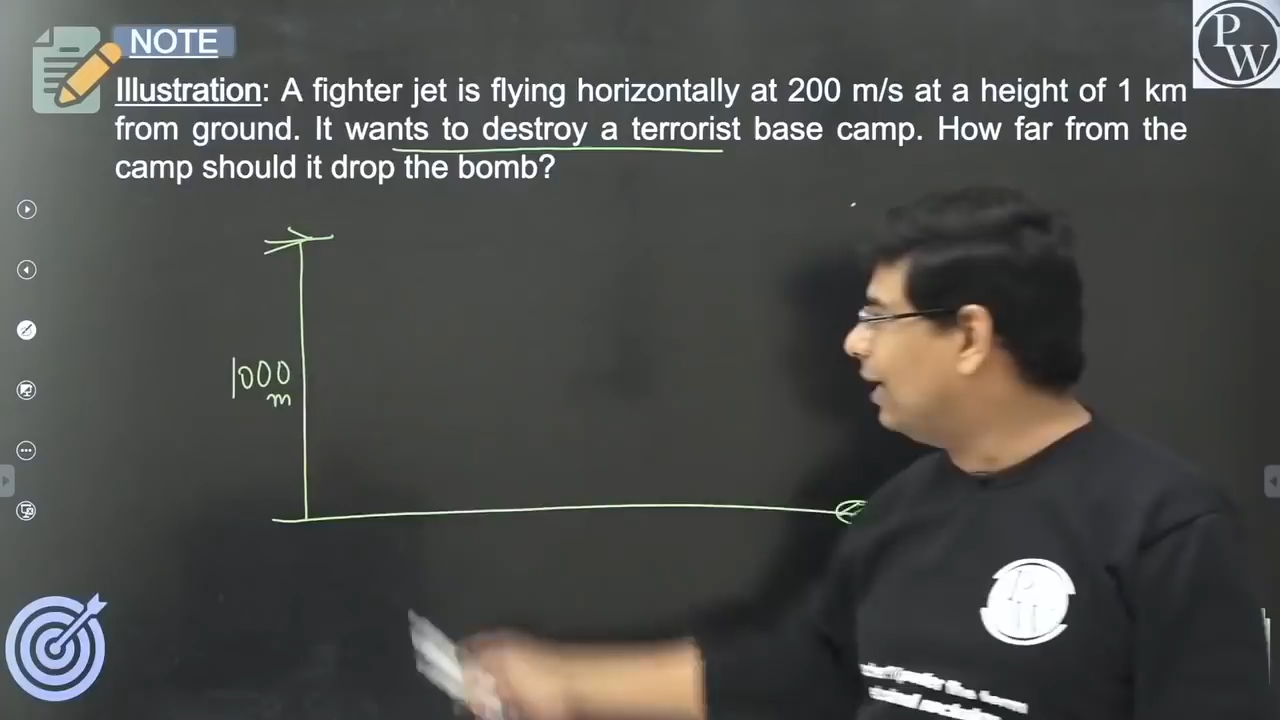 NOTE
P
W
Illustration: A fighter jet is flying horizontally at 200 m/s at a height of 1 km
from ground. It wants to destroy a terrorist base camp. How far from the
camp should it drop the bomb?
1000
m